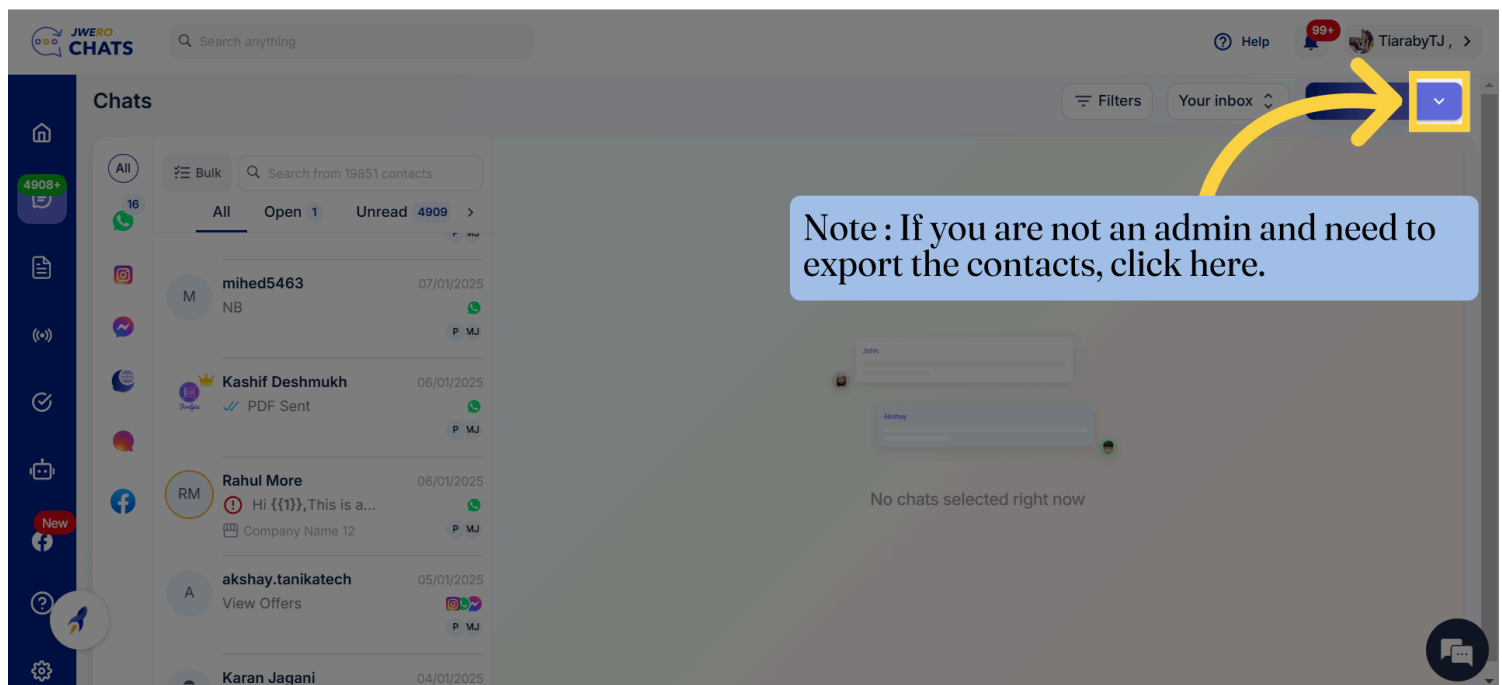 JWERO
CHATS
Search anything
Help
99+
TiarabyTJ ,
Chats
Filters
Your inbox
All
Bulk
Search from 19851 contacts
4908+
16
All
Open 1
Unread 4909
P MJ
Note : If you are not an admin and need to
export the contacts, click here.
M
mihed5463
07/01/2025
NB
P MJ
Kashif Deshmukh
06/01/2025
PDF Sent
P MJ
RM
Rahul More
06/01/2025
Hi {{1}},This is a...
Company Name 12
P MJ
A
akshay.tanikatech
05/01/2025
View Offers
P MJ
Karan Jagani
04/01/2025
New
John
Akshay
No chats selected right now